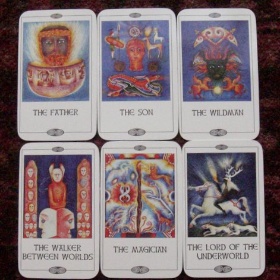 THE FATHER
THE SON
THE WILDMAN
THE WALKER
BETWEEN WORLDS
THE MAGICIAN
THE LORD OF THE
UNDERWORLD